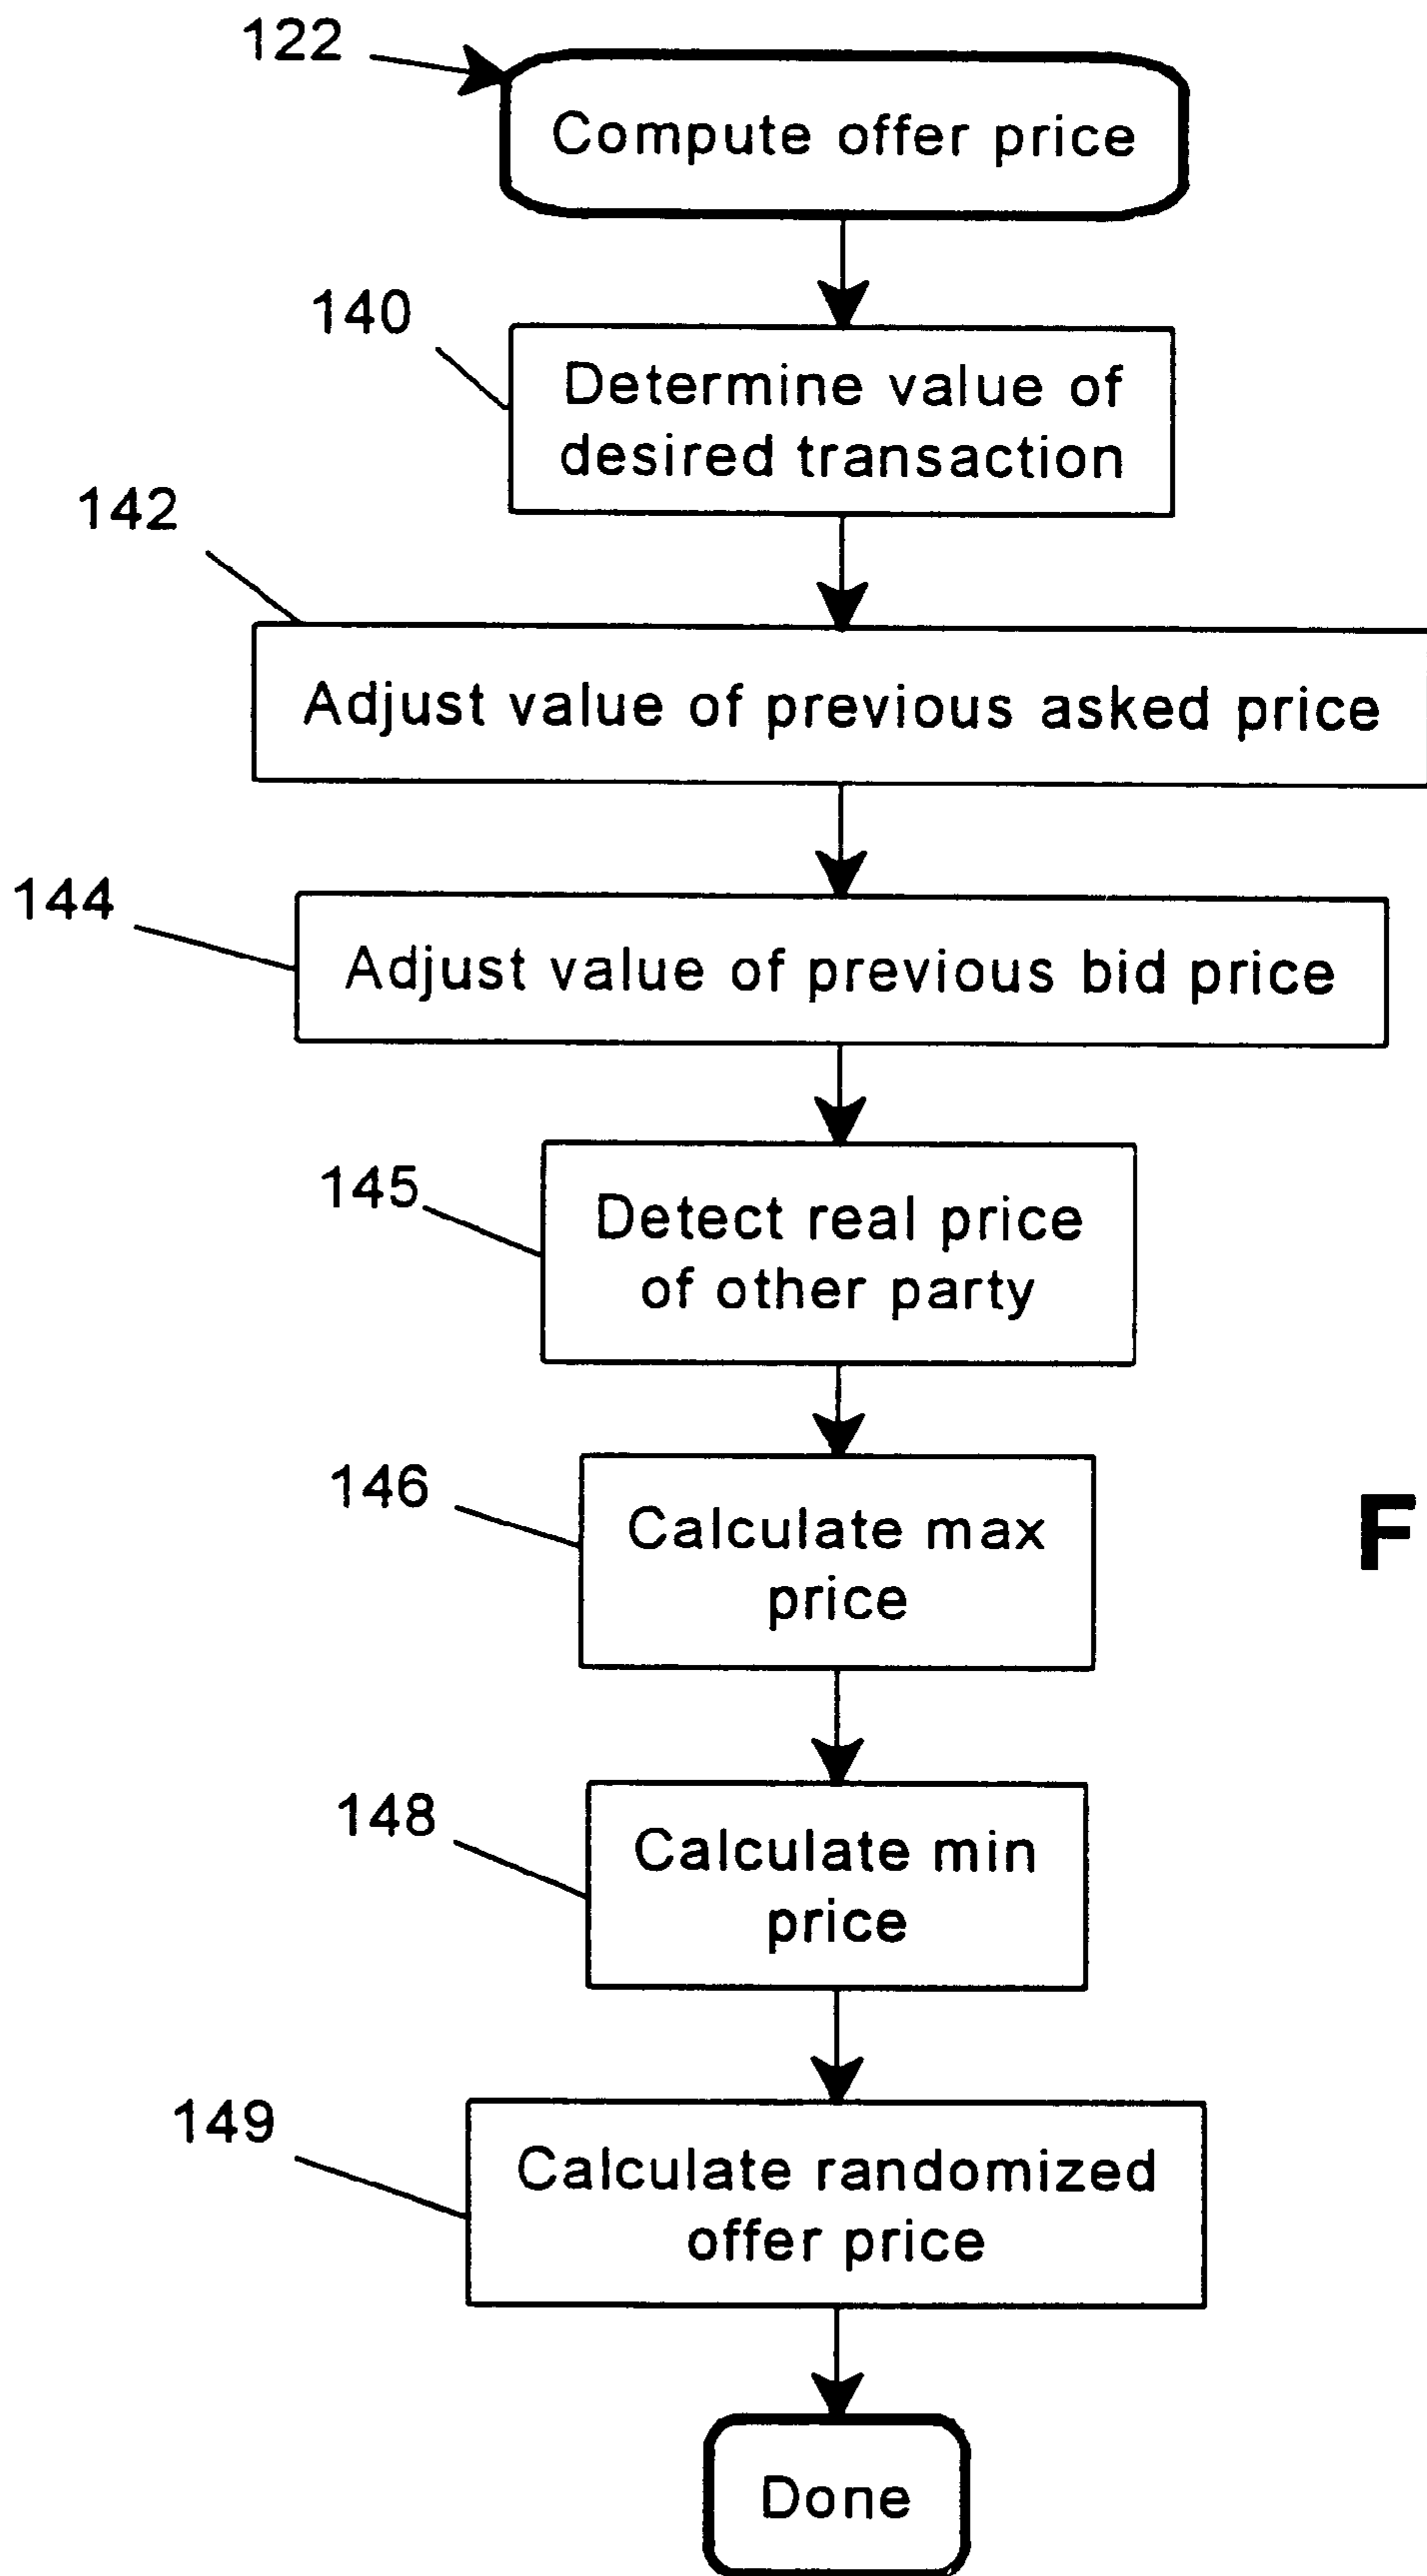 122
Compute offer price
140
Determine value of
desired transaction
142
Adjust value of previous asked price
144
Adjust value of previous bid price
145
Detect real price
of other party
146
Calculate max
price
F
148
Calculate min
price
149
Calculate randomized
offer price
Done